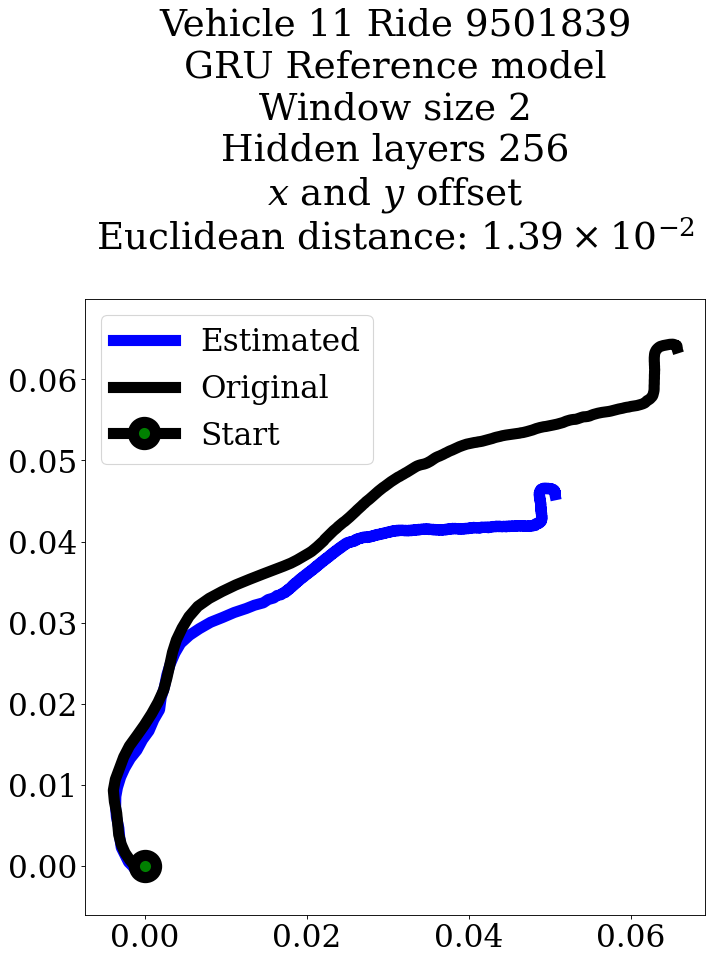 Vehicle 11 Ride 9501839
GRU Reference model
Window size 2
Hidden layers 256
x and y offset
Euclidean distance: 1.39 × 10⁻²
Estimated
Original
Start
0.06
0.05
0.04
0.03
0.02
0.01
0.00
0.00 0.02 0.04 0.06